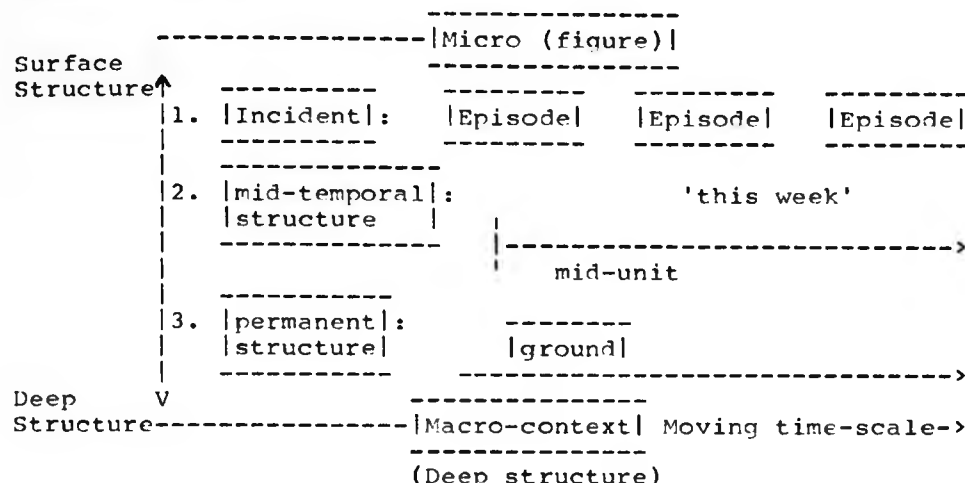 Micro (figure)
Surface
Structure
1. Incident: Episode Episode Episode
2. mid-temporal: 'this week'
structure
mid-unit
3. permanent:
structure ground
Deep
Structure Macro-context Moving time-scale
(Deep structure)